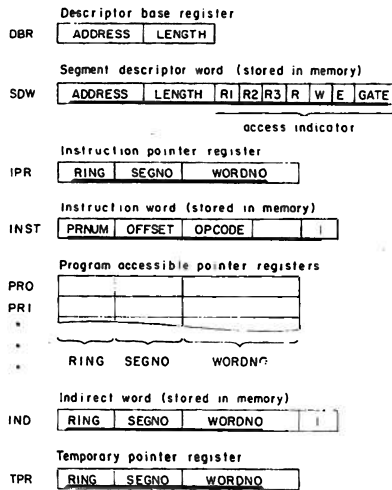 Descriptor base register
DBR ADDRESS LENGTH
Segment descriptor word (stored in memory)
SDW ADDRESS LENGTH R1 R2 R3 R W E GATE
access indicator
Instruction pointer register
IPR RING SEGNO WORDNO
Instruction word (stored in memory)
INST PRNUM OFFSET OPCODE I
Program accessible pointer registers
PR0
PR1
RING SEGNO WORDNO
Indirect word (stored in memory)
IND RING SEGNO WORDNO I
Temporary pointer register
TPR RING SEGNO WORDNO